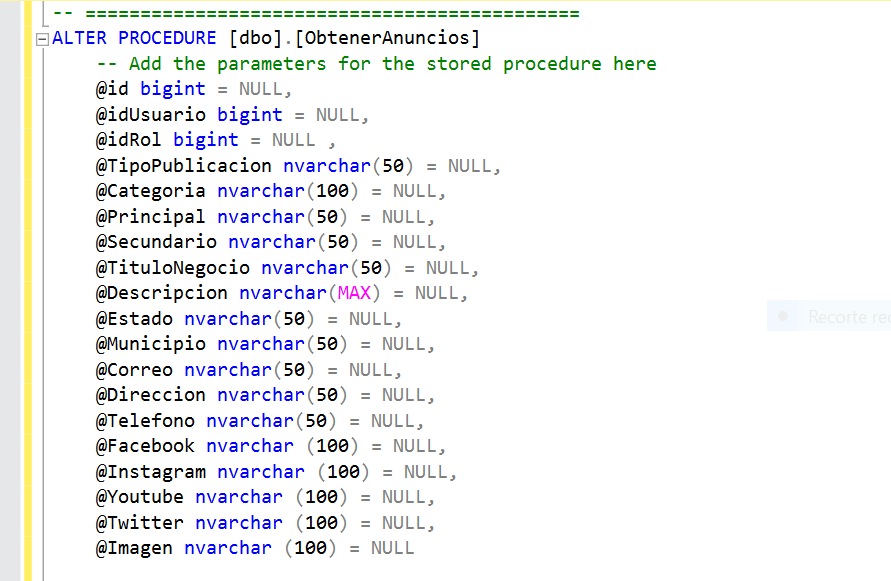 -- =============================================
ALTER PROCEDURE [dbo].[ObtenerAnuncios]
-- Add the parameters for the stored procedure here
@id bigint = NULL,
@idUsuario bigint = NULL,
@idRol bigint = NULL ,
@TipoPublicacion nvarchar(50) = NULL,
@Categoria nvarchar(100) = NULL,
@Principal nvarchar(50) = NULL,
@Secundario nvarchar(50) = NULL,
@TituloNegocio nvarchar(50) = NULL,
@Descripcion nvarchar(MAX) = NULL,
@Estado nvarchar(50) = NULL,
Recorte
@Municipio nvarchar(50) = NULL,
@Correo nvarchar(50) = NULL,
@Direccion nvarchar(50) = NULL,
@Telefono nvarchar(50) = NULL,
@Facebook nvarchar (100) = NULL,
@Instagram nvarchar (100) = NULL,
@Youtube nvarchar (100) = NULL,
@Twitter nvarchar (100) = NULL,
@Imagen nvarchar (100) = NULL